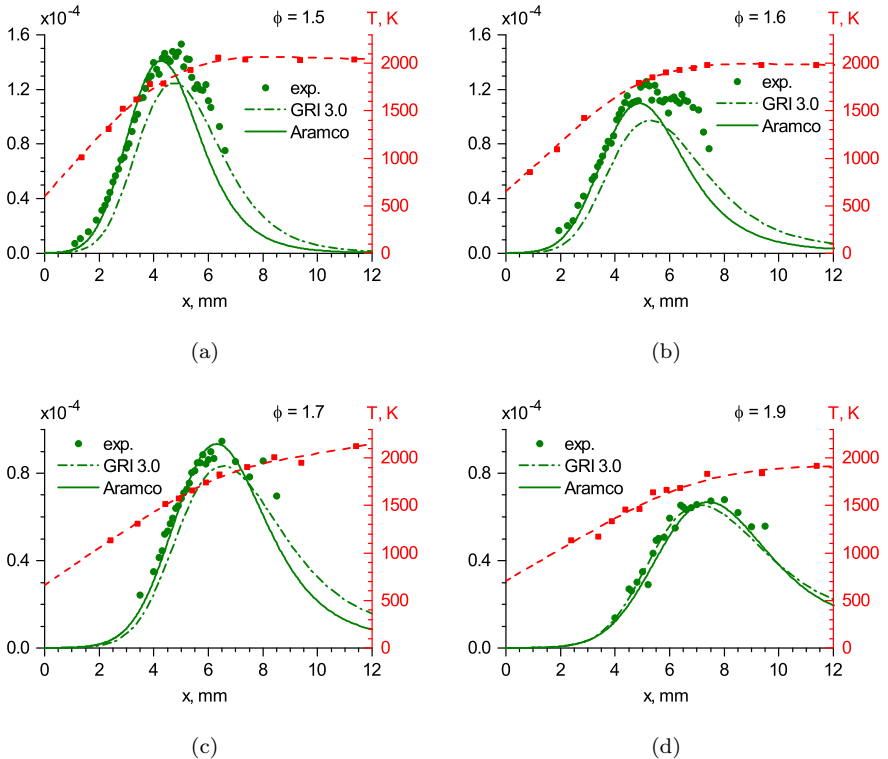 x10⁻⁴ ϕ = 1.5 T, K
1.6
1.2
0.8
0.4
0.0
2000
1500
1000
500
0
exp.
GRI 3.0
Aramco
0 2 4 6 8 10 12
x, mm
(a)
x10⁻⁴ ϕ = 1.6 T, K
1.6
1.2
0.8
0.4
0.0
2000
1500
1000
500
0
exp.
GRI 3.0
Aramco
0 2 4 6 8 10 12
x, mm
(b)
x10⁻⁴ ϕ = 1.7 T, K
0.8
0.4
0.0
2000
1500
1000
500
0
exp.
GRI 3.0
Aramco
0 2 4 6 8 10 12
x, mm
(c)
x10⁻⁴ ϕ = 1.9 T, K
0.8
0.4
0.0
2000
1500
1000
500
0
exp.
GRI 3.0
Aramco
0 2 4 6 8 10 12
x, mm
(d)